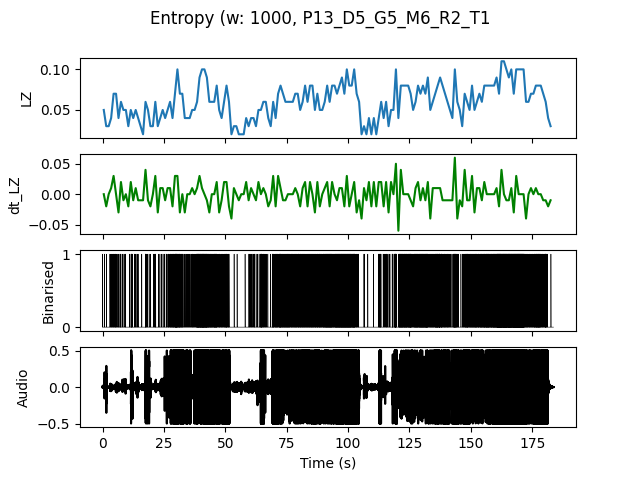 Entropy (w: 1000, P13_D5_G5_M6_R2_T1
0.10
0.05
LZ
0.05
0.00
−0.05
dt_LZ
1
0
Binarised
0.5
0.0
−0.5
Audio
0 25 50 75 100 125 150 175
Time (s)